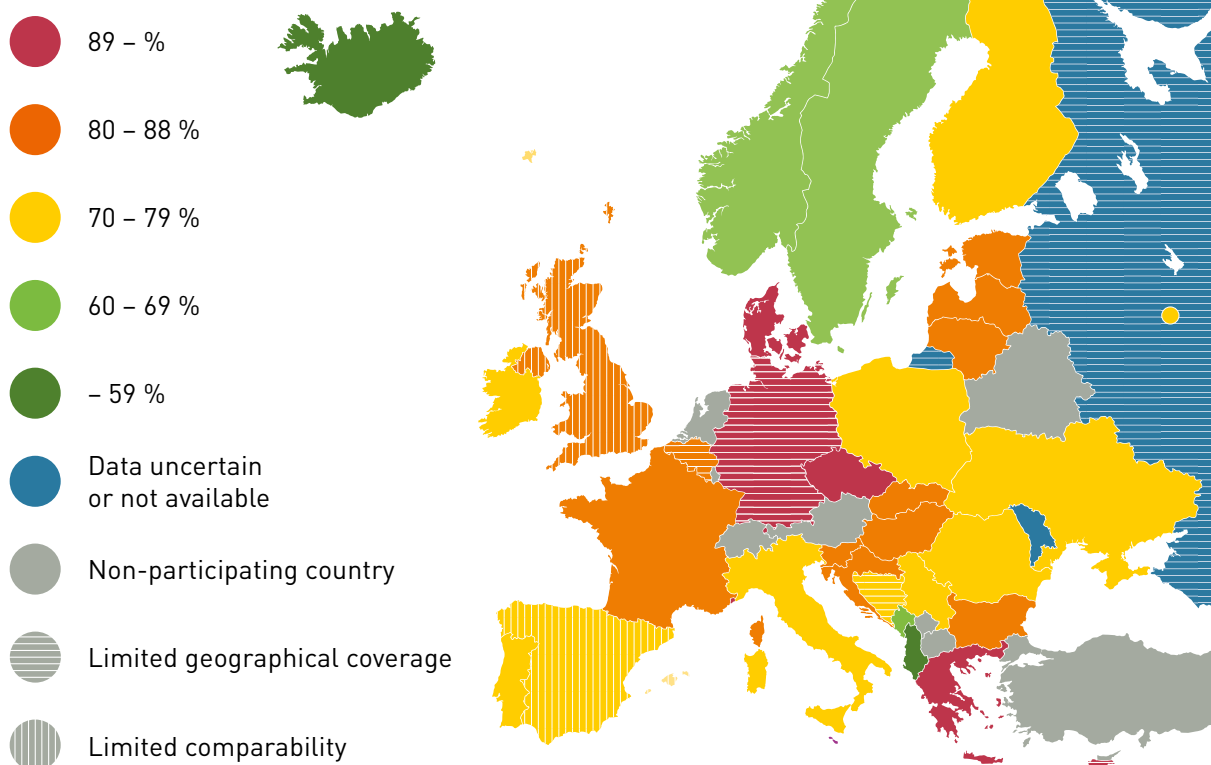 89 – %
80 – 88 %
70 – 79 %
60 – 69 %
– 59 %
Data uncertain
or not available
Non-participating country
Limited geographical coverage
Limited comparability